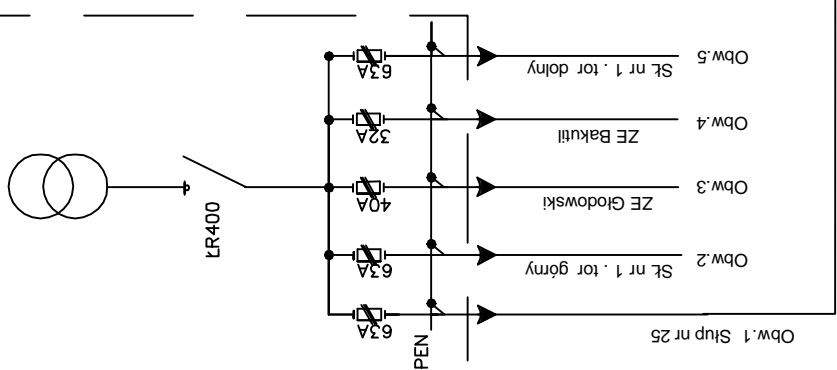 63A
SŁ nr 1 . tor dolny
Obw.5
32A
ZE Bakutil
Obw.4
40A
ZE Głodowski
Obw.3
ŁR400
63A
SŁ nr 1 . tor górny
Obw.2
63A
PEN
Obw.1 Słup nr 25